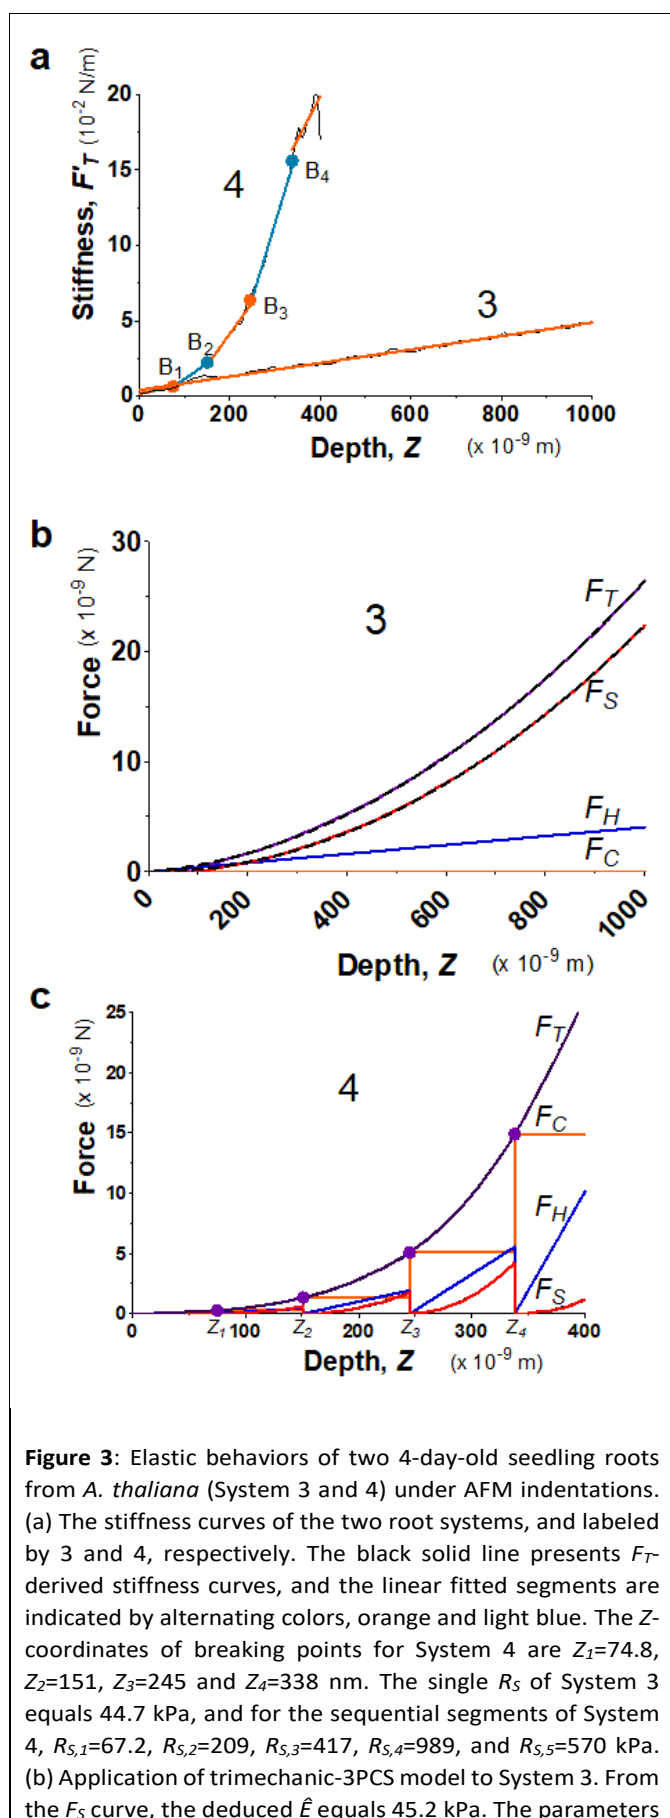 a
Stiffness, F'T (10-2 N/m)
20
15
10
5
0
4
B4
B3
B2
B1
3
0 200 400 600 800 1000
Depth, Z (x 10-9 m)
b
Force (x 10-9 N)
30
20
10
0
3
FT
FS
FH
FC
0 200 400 600 800 1000
Depth, Z (x 10-9 m)
c
Force (x 10-9 N)
25
20
15
10
5
0
4
FT
FC
FH
FS
0 Z1 100 Z2 200 Z3 300 Z4 400
Depth, Z (x 10-9 m)
Figure 3: Elastic behaviors of two 4-day-old seedling roots
from A. thaliana (System 3 and 4) under AFM indentations.
(a) The stiffness curves of the two root systems, and labeled
by 3 and 4, respectively. The black solid line presents FT-
derived stiffness curves, and the linear fitted segments are
indicated by alternating colors, orange and light blue. The Z-
coordinates of breaking points for System 4 are Z1=74.8,
Z2=151, Z3=245 and Z4=338 nm. The single RS of System 3
equals 44.7 kPa, and for the sequential segments of System
4, RS,1=67.2, RS,2=209, RS,3=417, RS,4=989, and RS,5=570 kPa.
(b) Application of trimechanic-3PCS model to System 3. From
the FS curve, the deduced Ê equals 45.2 kPa. The parameters